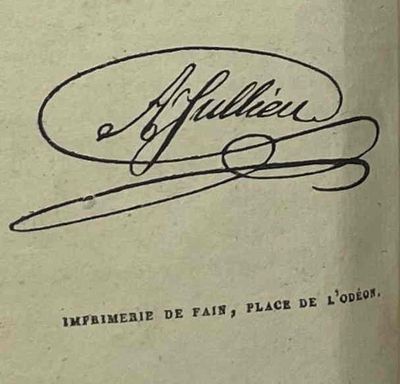 A Jullien
IMPRIMERIE DE FAIN, PLACE DE L'ODÉON.